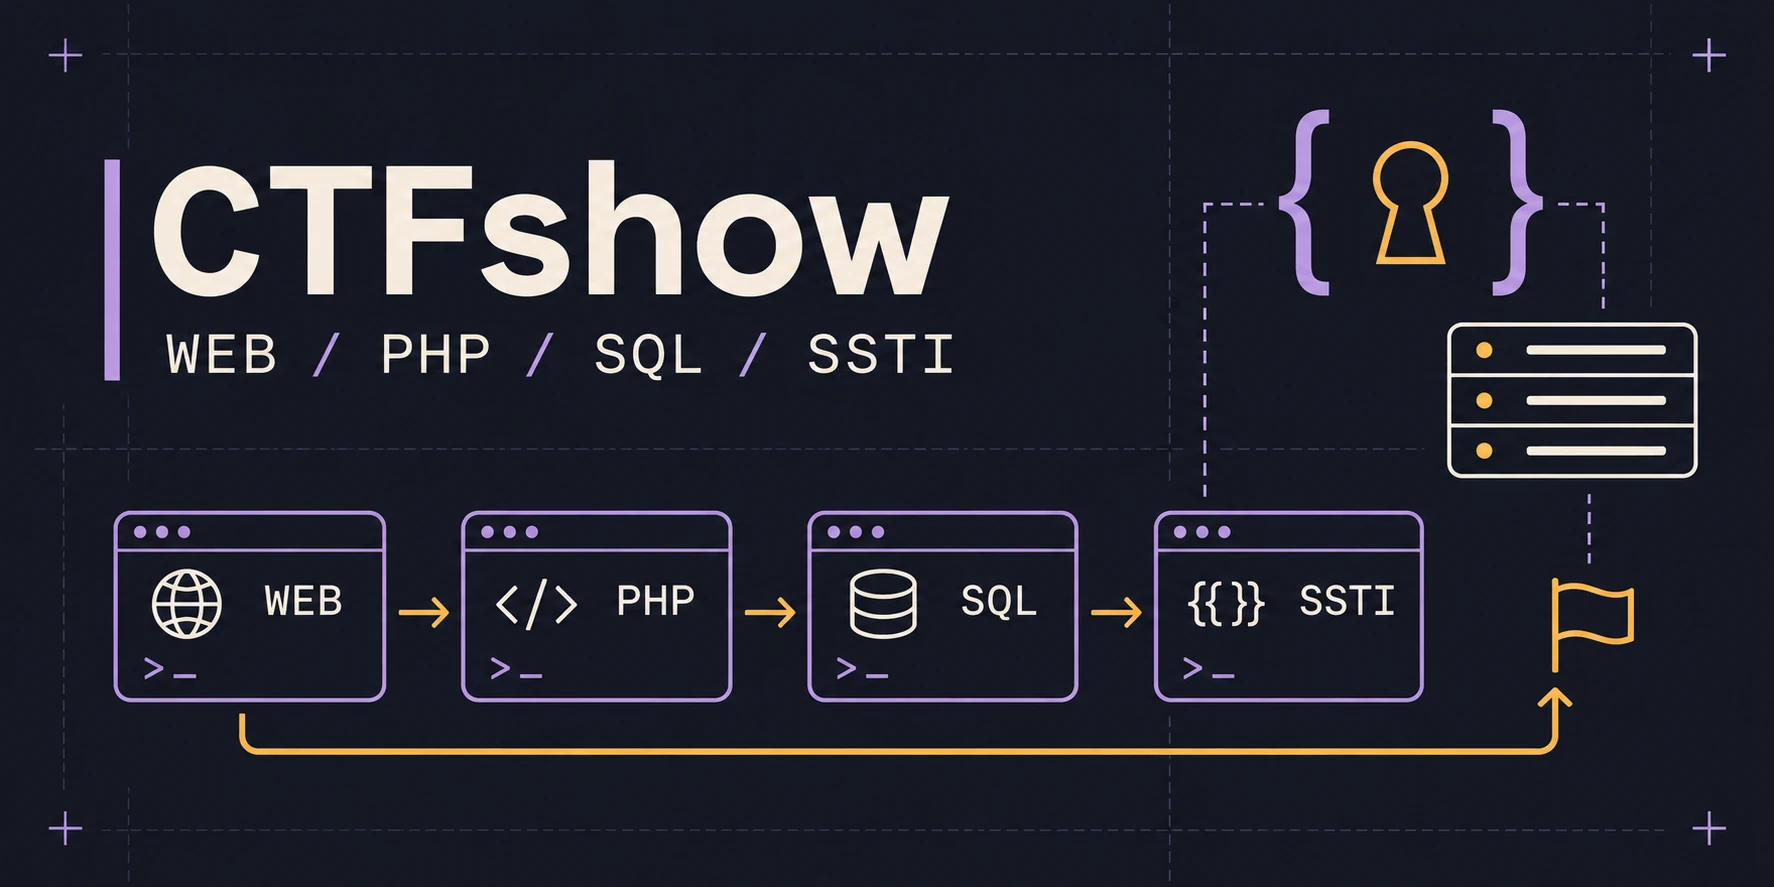 CTFshow
WEB / PHP / SQL / SSTI
WEB
>_
</> PHP
>_
SQL
>_
{{}} SSTI
>_
{ }